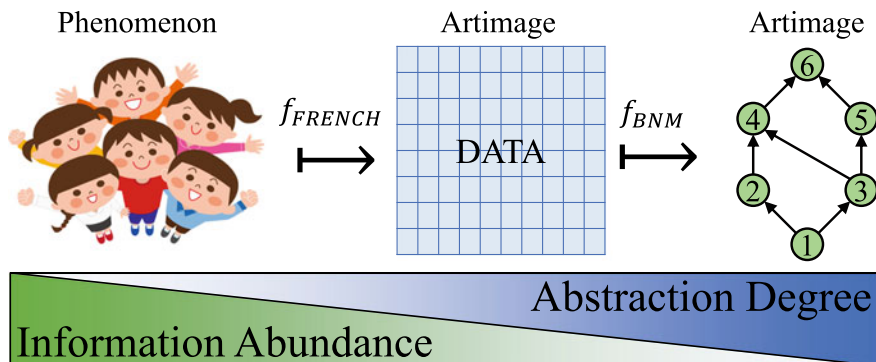 Phenomenon
Artimage
Artimage
f_FRENCH
DATA
f_BNM
6
4
5
2
3
1
Abstraction Degree
Information Abundance